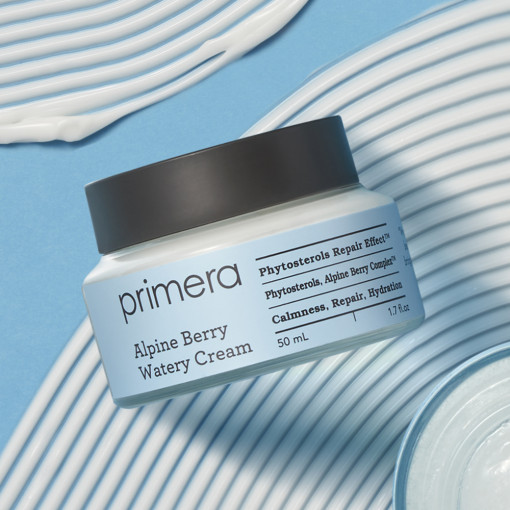 primera
Alpine Berry
Watery Cream
Phytosterols Repair Effect™
Phytosterols, Alpine Berry Complex™
Calmness, Repair, Hydration
50 mL
1.7 fl.oz